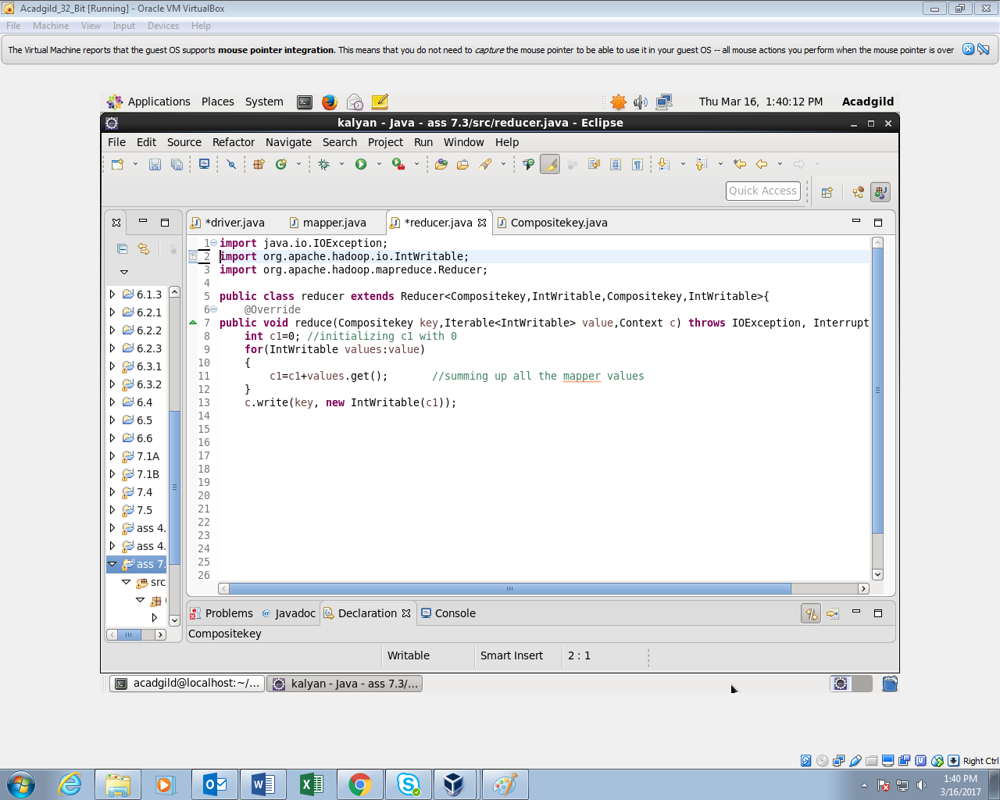 Acadgild_32_Bit [Running] - Oracle VM VirtualBox
File Machine View Input Devices Help
The Virtual Machine reports that the guest OS supports mouse pointer integration. This means that you do not need to capture the mouse pointer to be able to use it in your guest OS -- all mouse actions you perform when the mouse pointer is over
Applications Places System Thu Mar 16, 1:40:12 PM Acadgild
kalyan - Java - ass 7.3/src/reducer.java - Eclipse
File Edit Source Refactor Navigate Search Project Run Window Help
Quick Access
*driver.java mapper.java *reducer.java Compositekey.java
1 import java.io.IOException;
2 import org.apache.hadoop.io.IntWritable;
3 import org.apache.hadoop.mapreduce.Reducer;
4
5 public class reducer extends Reducer<Compositekey,IntWritable,Compositekey,IntWritable>{
6 @Override
7 public void reduce(Compositekey key,Iterable<IntWritable> value,Context c) throws IOException, Interrupt
8 int c1=0; //initializing c1 with 0
9 for(IntWritable values:value)
10 {
11 c1=c1+values.get(); //summing up all the mapper values
12 }
13 c.write(key, new IntWritable(c1));
14
15
16
17
18
19
20
21
22
23
24
25
26
6.1.3
6.2.1
6.2.2
6.2.3
6.3.1
6.3.2
6.4
6.5
6.6
7.1A
7.1B
7.4
7.5
ass 4.
ass 4.
ass 7.
src
Problems @ Javadoc Declaration Console
Compositekey
Writable Smart Insert 2 : 1
acadgild@localhost:~/... kalyan - Java - ass 7.3/...
Right Ctrl
1:40 PM
3/16/2017